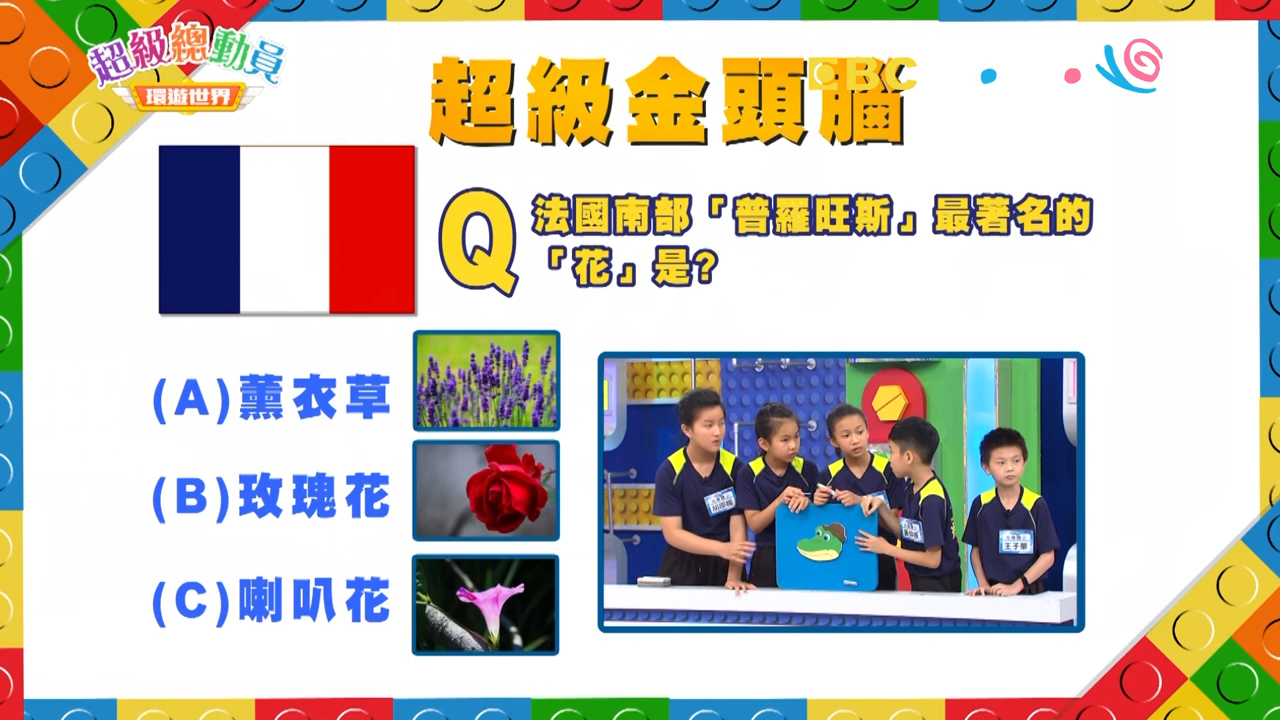 超級總動員
環遊世界
EBC
超級金頭腦
Q 法國南部「普羅旺斯」最著名的
「花」是?
(A)薰衣草
(B)玫瑰花
(C)喇叭花
王子華